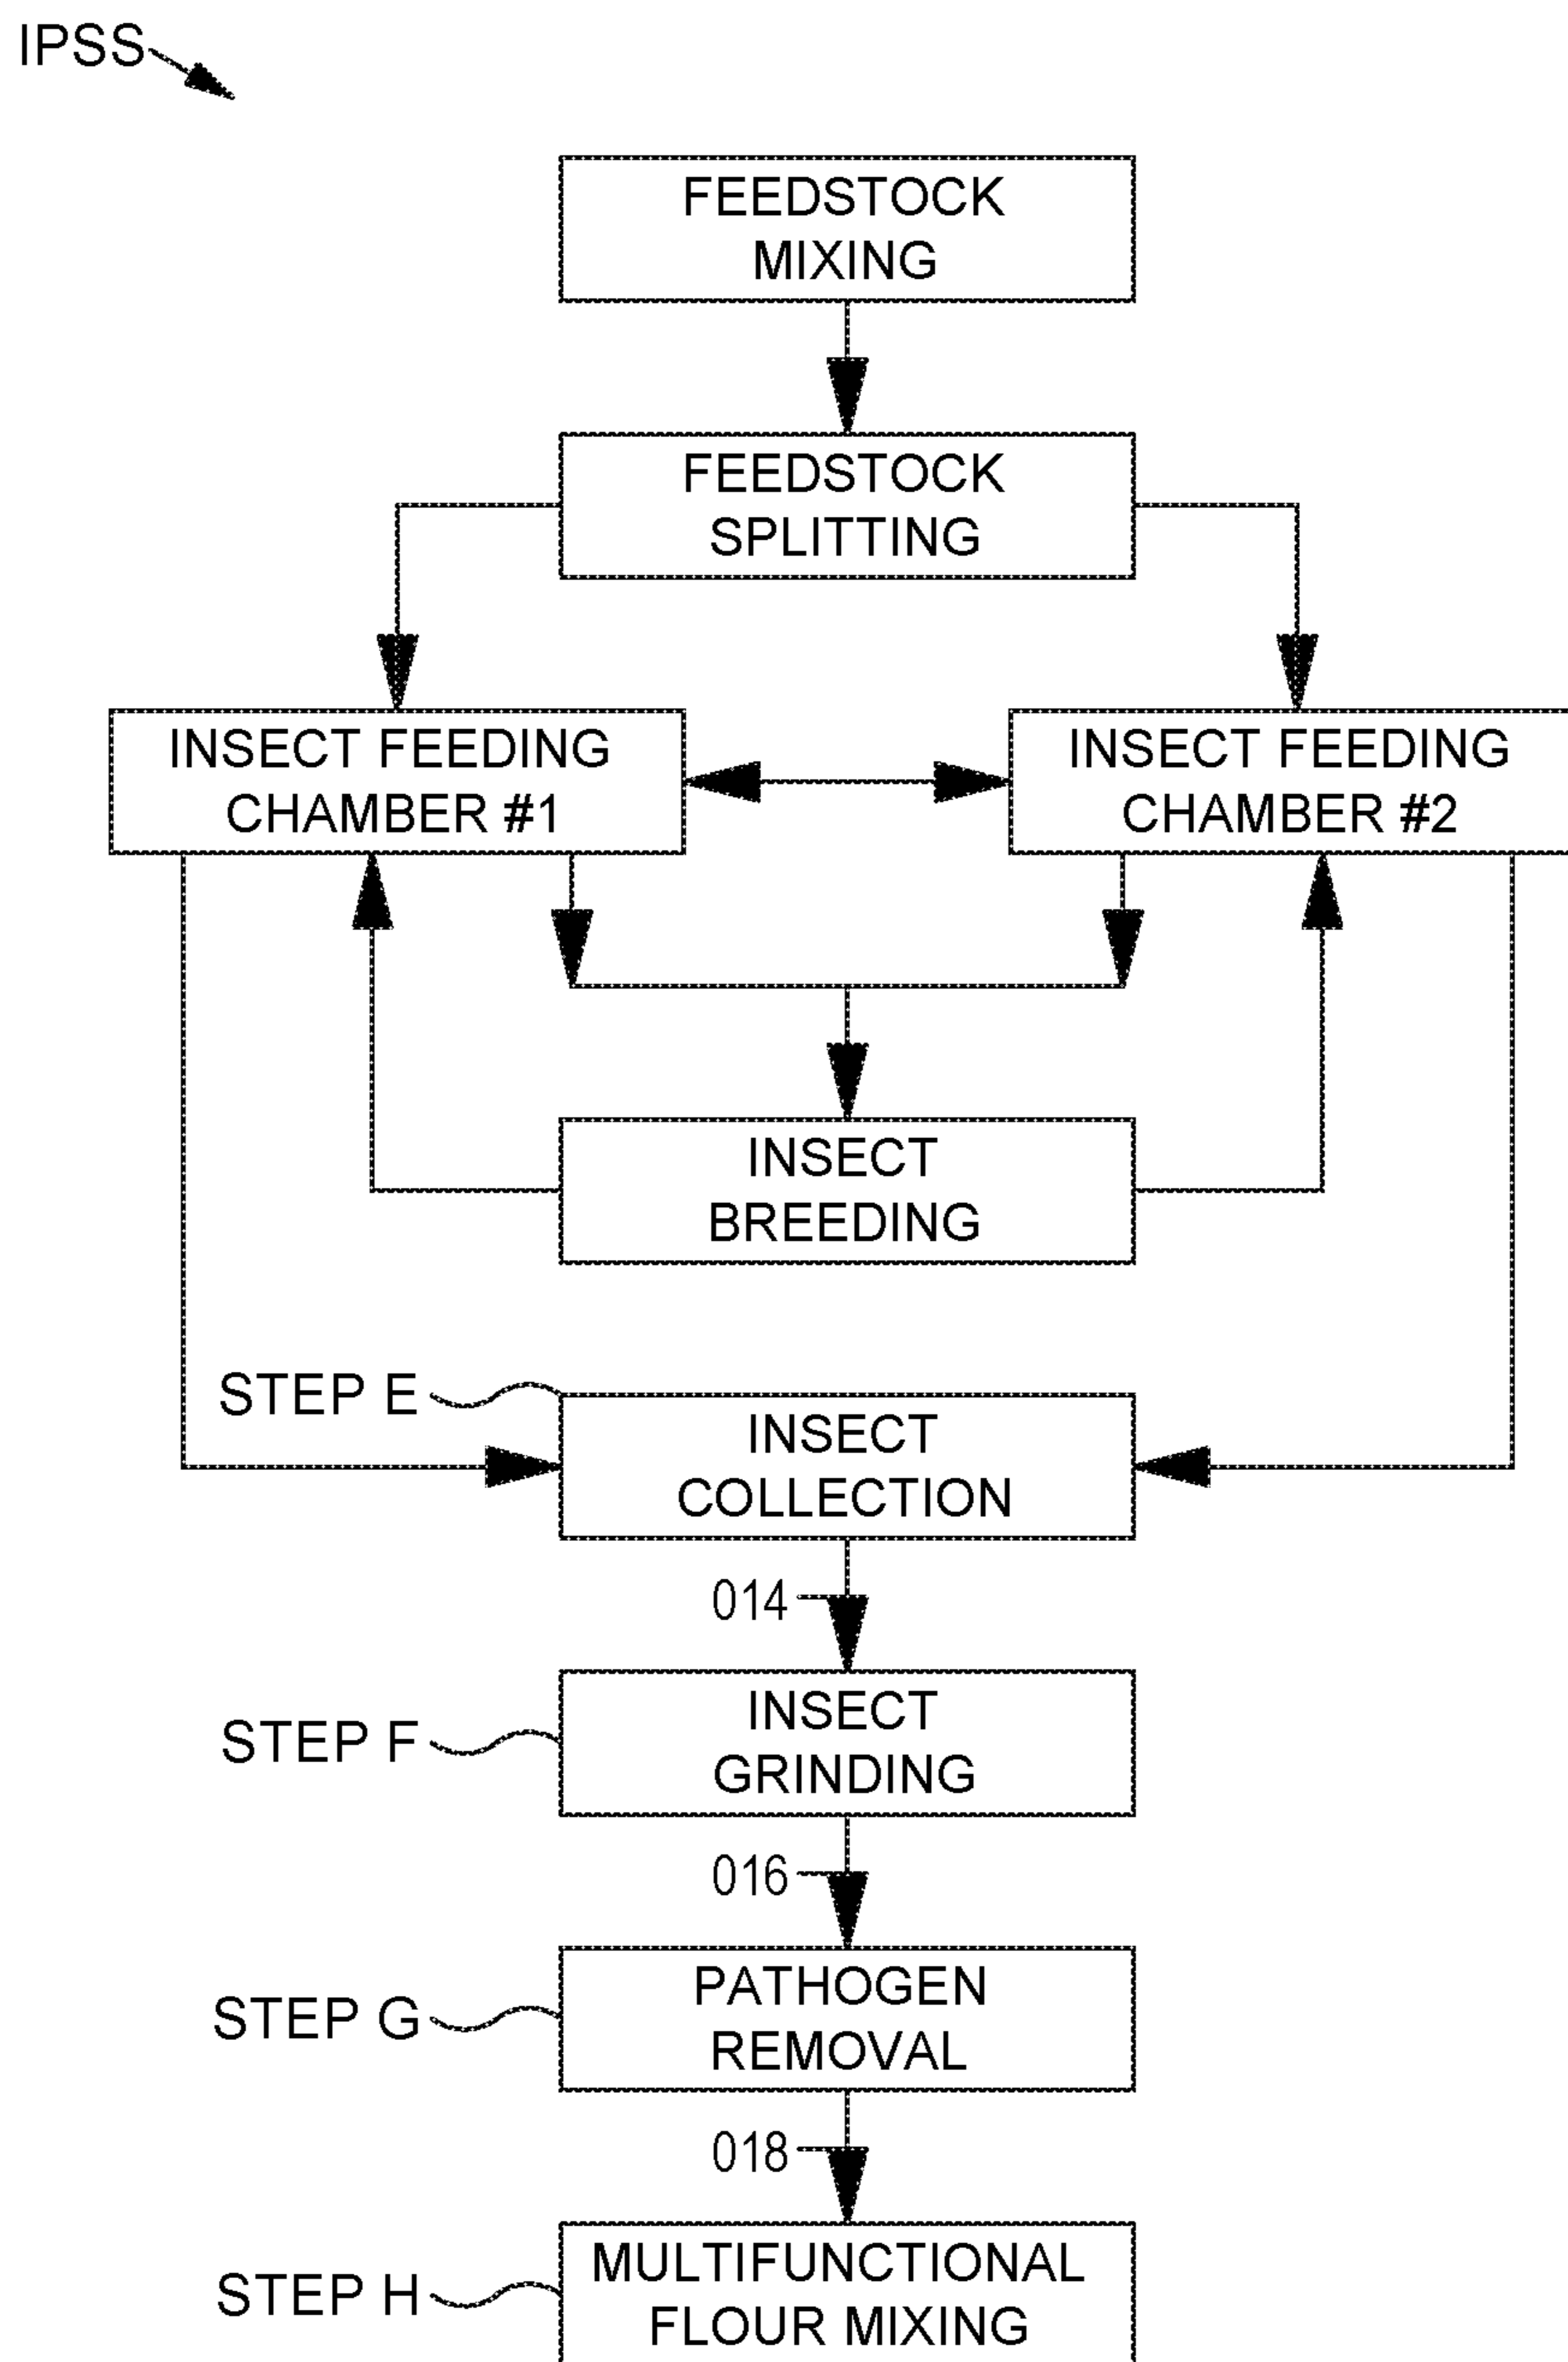 IPSS
FEEDSTOCK
MIXING
FEEDSTOCK
SPLITTING
INSECT FEEDING
CHAMBER #1
INSECT FEEDING
CHAMBER #2
INSECT
BREEDING
STEP E
INSECT
COLLECTION
014
STEP F
INSECT
GRINDING
016
STEP G
PATHOGEN
REMOVAL
018
STEP H
MULTIFUNCTIONAL
FLOUR MIXING